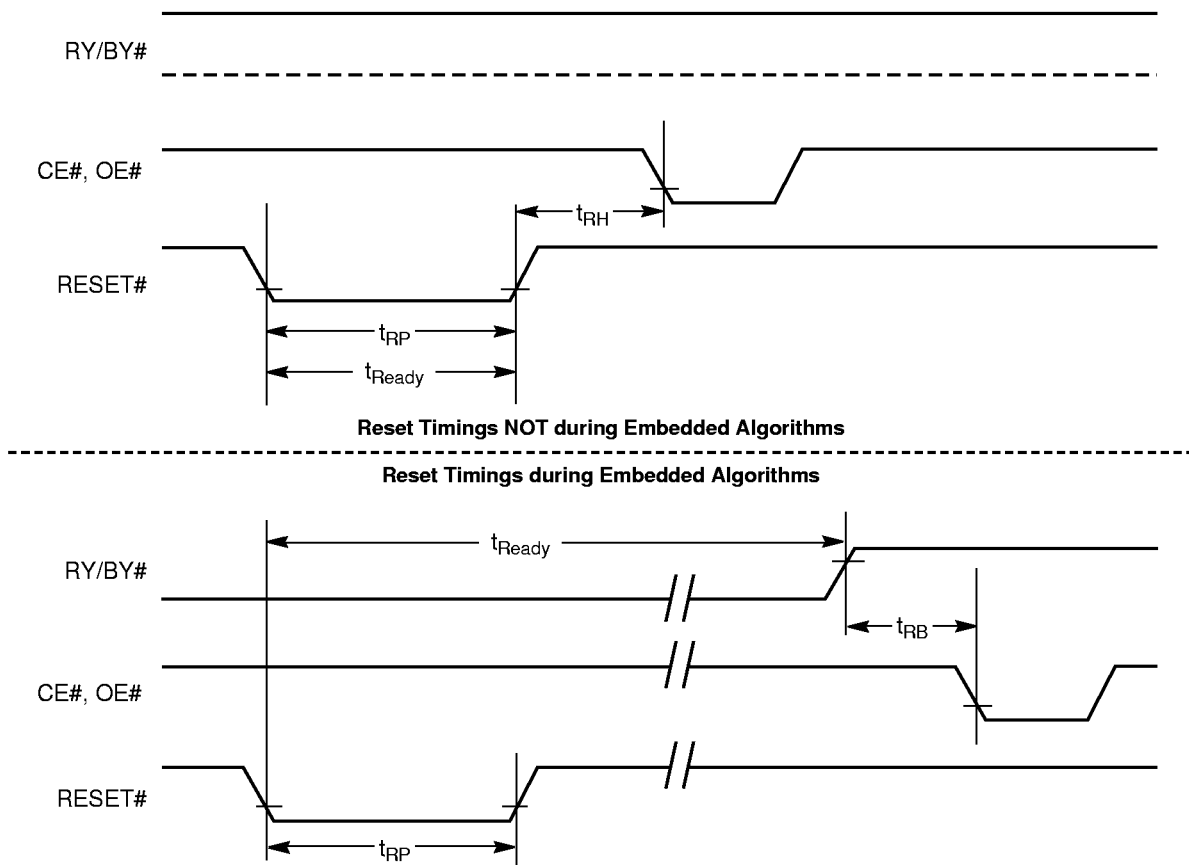 RY/BY#
CE#, OE#
tRH
RESET#
tRP
tReady
Reset Timings NOT during Embedded Algorithms
Reset Timings during Embedded Algorithms
tReady
RY/BY#
tRB
CE#, OE#
RESET#
tRP